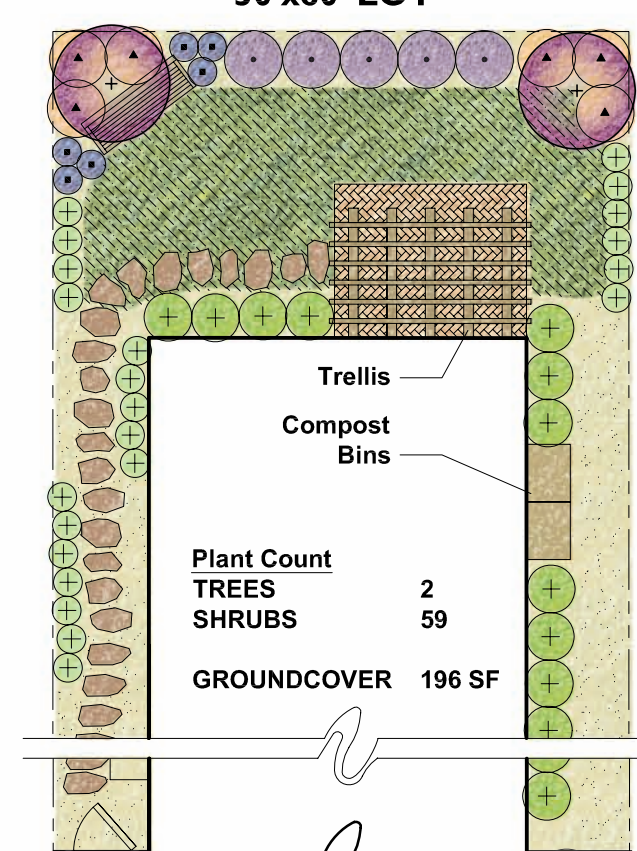 Trellis
Compost
Bins
Plant Count
TREES 2
SHRUBS 59
GROUNDCOVER 196 SF